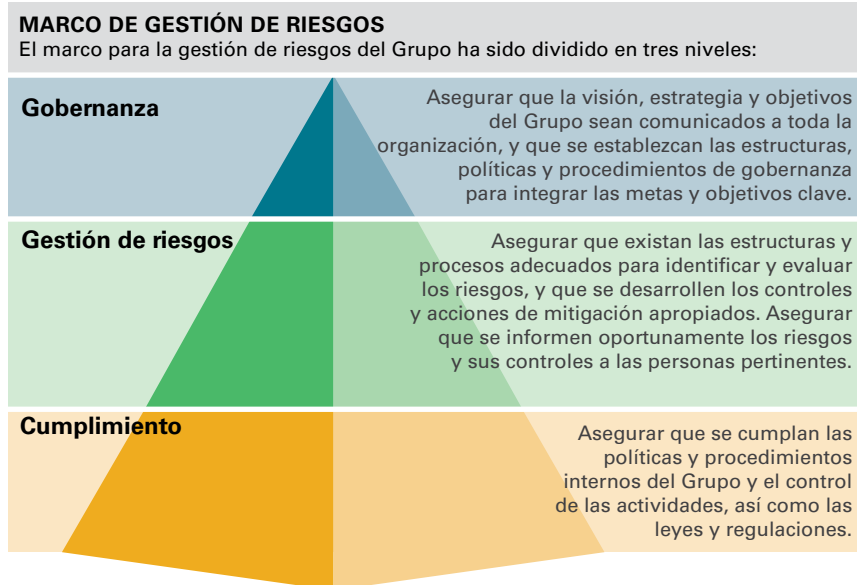 MARCO DE GESTIÓN DE RIESGOS
El marco para la gestión de riesgos del Grupo ha sido dividido en tres niveles:
Gobernanza
Asegurar que la visión, estrategia y objetivos
del Grupo sean comunicados a toda la
organización, y que se establezcan las estructuras,
políticas y procedimientos de gobernanza
para integrar las metas y objetivos clave.
Gestión de riesgos
Asegurar que existan las estructuras y
procesos adecuados para identificar y evaluar
los riesgos, y que se desarrollen los controles
y acciones de mitigación apropiados. Asegurar
que se informen oportunamente los riesgos
y sus controles a las personas pertinentes.
Cumplimiento
Asegurar que se cumplan las
políticas y procedimientos
internos del Grupo y el control
de las actividades, así como las
leyes y regulaciones.